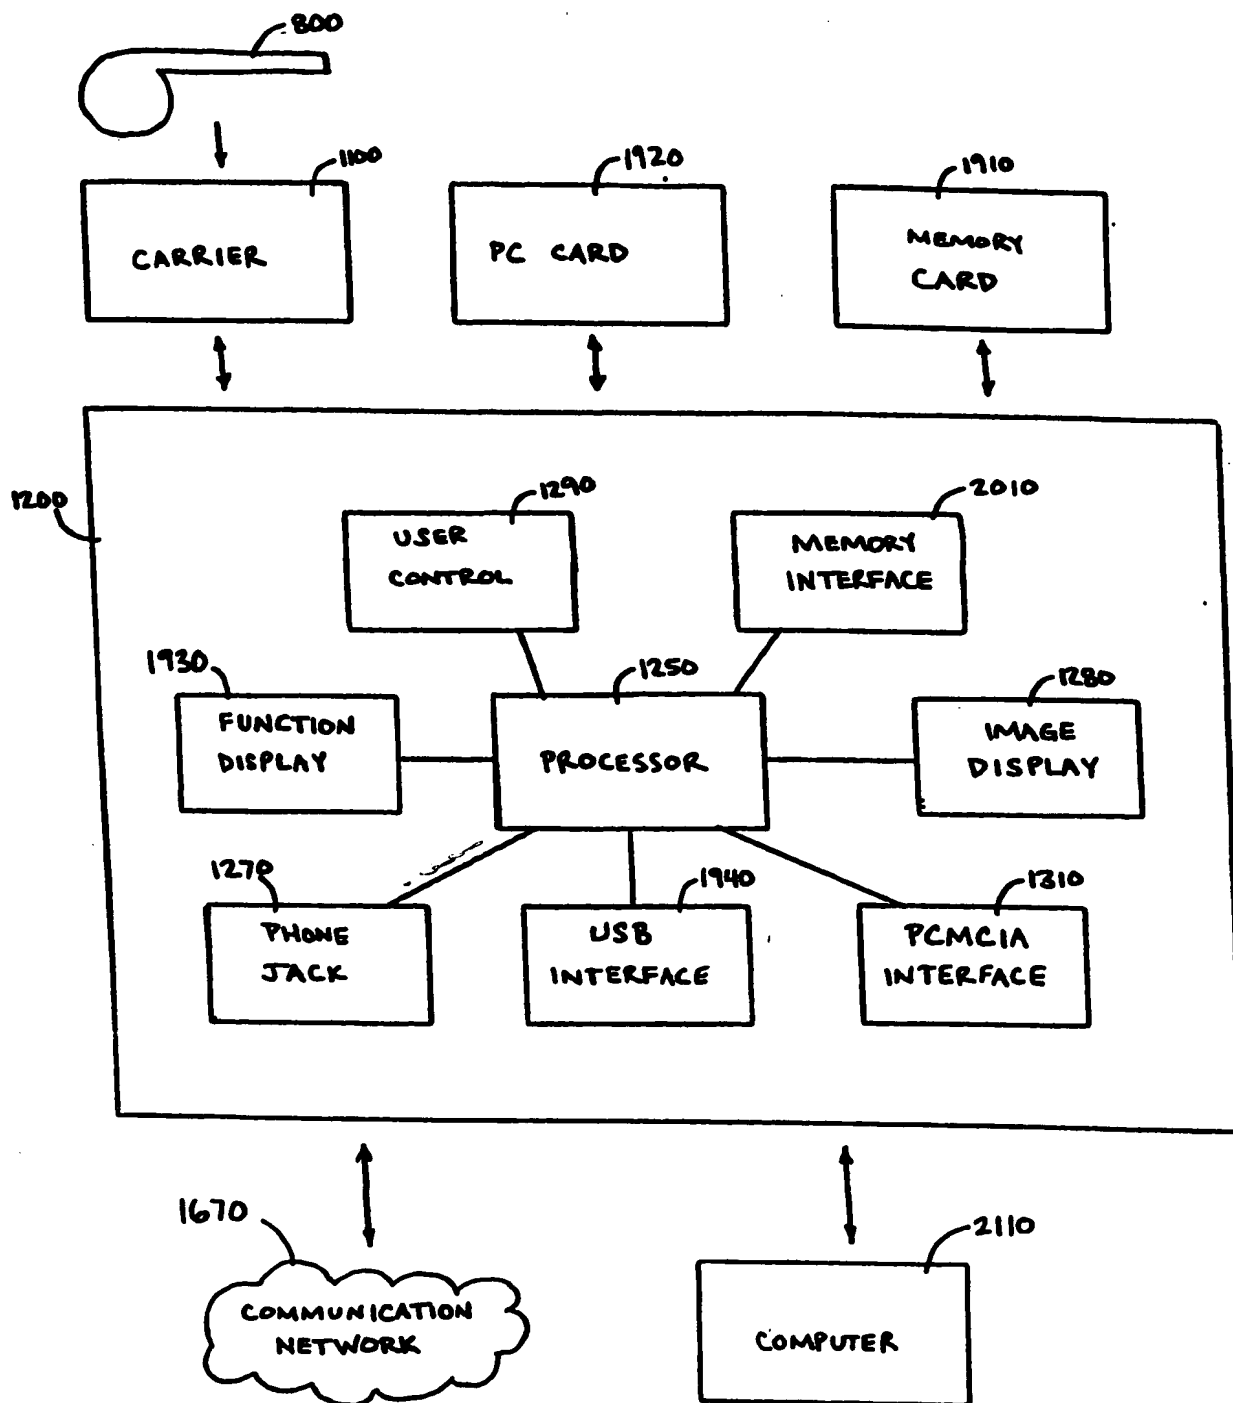 800
1100
1920
1910
CARRIER
PC CARD
MEMORY
CARD
1200
1290
2010
USER
CONTROL
MEMORY
INTERFACE
1930
1250
1280
FUNCTION
DISPLAY
PROCESSOR
IMAGE
DISPLAY
1270
1940
1310
PHONE
JACK
USB
INTERFACE
PCMCIA
INTERFACE
1670
2110
COMMUNICATION
NETWORK
COMPUTER